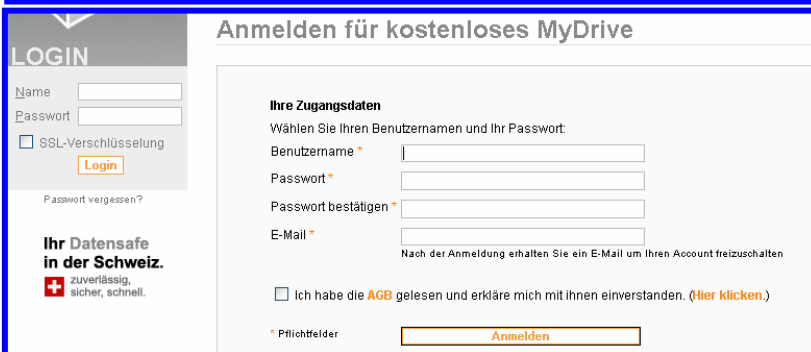 LOGIN
Name
Passwort
SSL-Verschlüsselung
Login
Passwort vergessen?
Ihr Datensafe
in der Schweiz.
zuverlässig,
sicher, schnell.
Anmelden für kostenloses MyDrive
Ihre Zugangsdaten
Wählen Sie Ihren Benutzernamen und Ihr Passwort:
Benutzername *
Passwort *
Passwort bestätigen *
E-Mail *
Nach der Anmeldung erhalten Sie ein E-Mail um Ihren Account freizuschalten
Ich habe die AGB gelesen und erkläre mich mit ihnen einverstanden. (Hier klicken.)
* Pflichtfelder
Anmelden